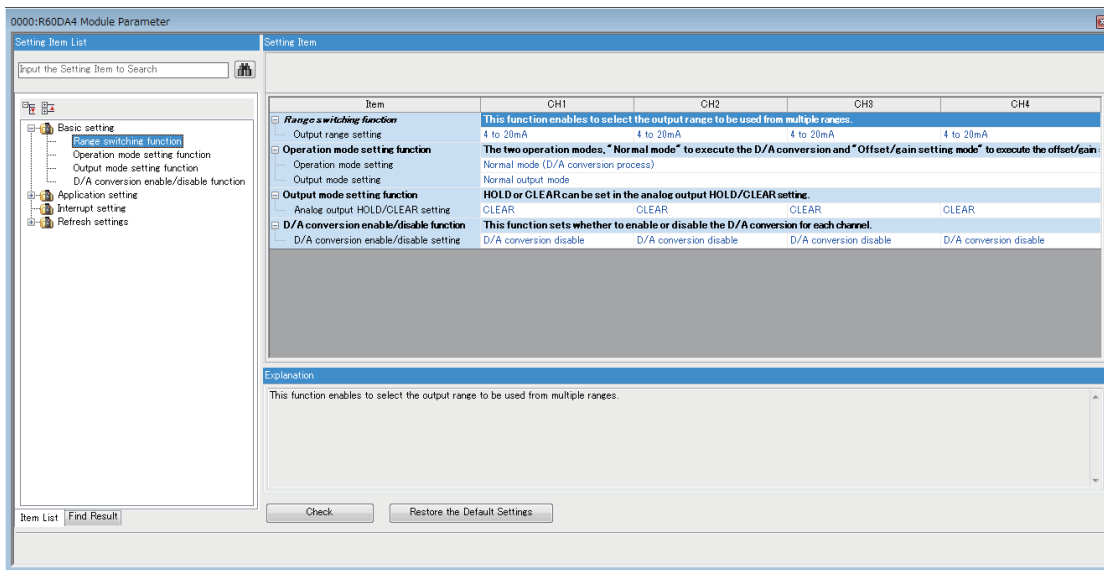 0000:R60DA4 Module Parameter
Setting Item List
Input the Setting Item to Search
Basic setting
Range switching function
Operation mode setting function
Output mode setting function
D/A conversion enable/disable function
Application setting
Interrupt setting
Refresh settings
Item List Find Result
Setting Item
Item CH1 CH2 CH3 CH4
Range switching function This function enables to select the output range to be used from multiple ranges.
Output range setting 4 to 20mA 4 to 20mA 4 to 20mA 4 to 20mA
Operation mode setting function The two operation modes, "Normal mode" to execute the D/A conversion and "Offset/gain setting mode" to execute the offset/gain
Operation mode setting Normal mode (D/A conversion process)
Output mode setting Normal output mode
Output mode setting function HOLD or CLEAR can be set in the analog output HOLD/CLEAR setting.
Analog output HOLD/CLEAR setting CLEAR CLEAR CLEAR CLEAR
D/A conversion enable/disable function This function sets whether to enable or disable the D/A conversion for each channel.
D/A conversion enable/disable setting D/A conversion disable D/A conversion disable D/A conversion disable D/A conversion disable
Explanation
This function enables to select the output range to be used from multiple ranges.
Check Restore the Default Settings